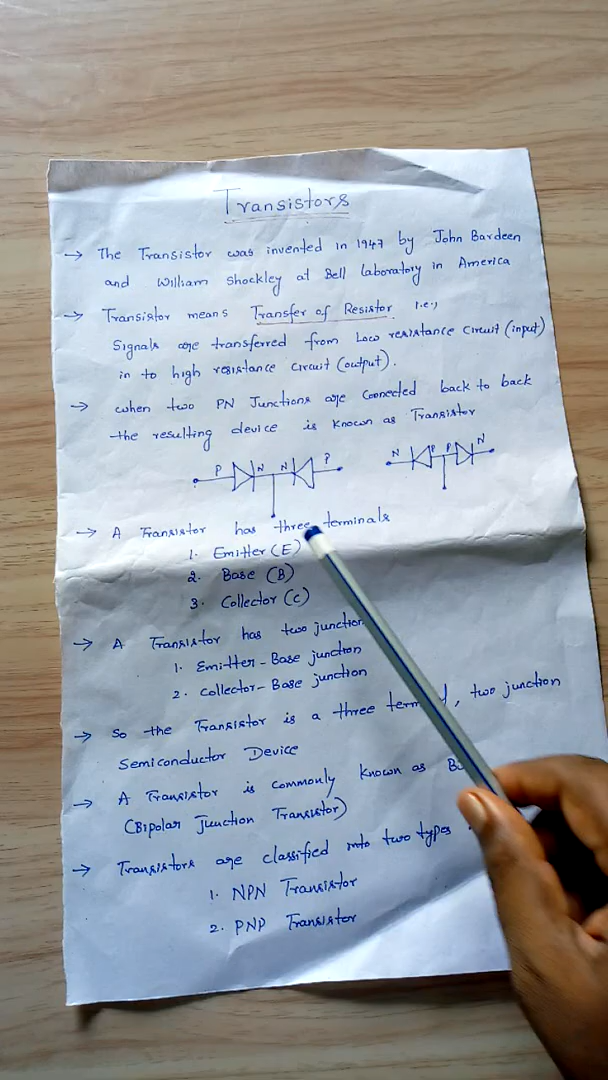 Transistors
→ The Transistor was invented in 1947 by John Bardeen
and William Shockley at Bell laboratory in America
→ Transistor means Transfer of Resistor i.e.,
Signals are transferred from Low resistance circuit (input)
in to high resistance circuit (output).
→ when two PN Junctions are connected back to back
the resulting device is known as Transistor
P N N P N P P N
→ A Transistor has three terminals
1. Emitter (E)
2. Base (B)
3. Collector (C)
→ A Transistor has two junction
1. Emitter - Base junction
2. Collector - Base junction
→ So the Transistor is a three , two junction
Semiconductor Device
→ A Transistor is commonly known as
(Bipolar Junction Transistor)
→ Transistors are classified into two types
1. NPN Transistor
2. PNP Transistor